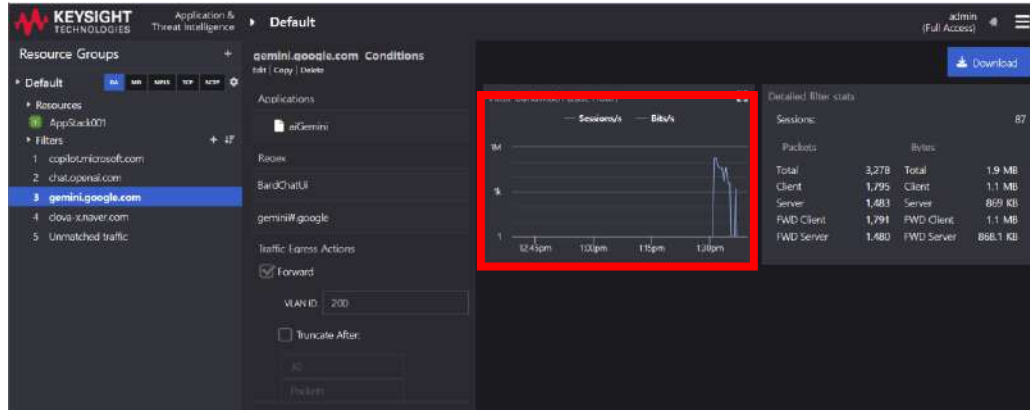 KEYSIGHT
TECHNOLOGIES
Application &
Threat Intelligence
Default
admin
(Full Access)
Resource Groups +
Default
Resources
AppStack001
Filters +
1 copilot.microsoft.com
2 chat.openai.com
3 gemini.google.com
4 clova-x.naver.com
5 Unmatched traffic
gemini.google.com Conditions
Edit | Copy | Delete
Applications
aiGemini
Regex
BardChatUi
gemini₩.google
Traffic Egress Actions
Forward
VLAN ID: 200
Truncate After:
Packets
Download
Sessions/s Bits/s
1M
1k
1
12:45pm 1:00pm 1:15pm 1:30pm
Detailed filter stats
Sessions: 87
Packets Bytes
Total 3,278 Total 1.9 MB
Client 1,795 Client 1.1 MB
Server 1,483 Server 869 KB
FWD Client 1,791 FWD Client 1.1 MB
FWD Server 1,480 FWD Server 868.1 KB